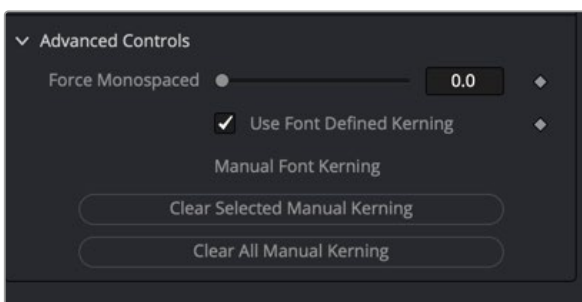 Advanced Controls
Force Monospaced 0.0
Use Font Defined Kerning
Manual Font Kerning
Clear Selected Manual Kerning
Clear All Manual Kerning